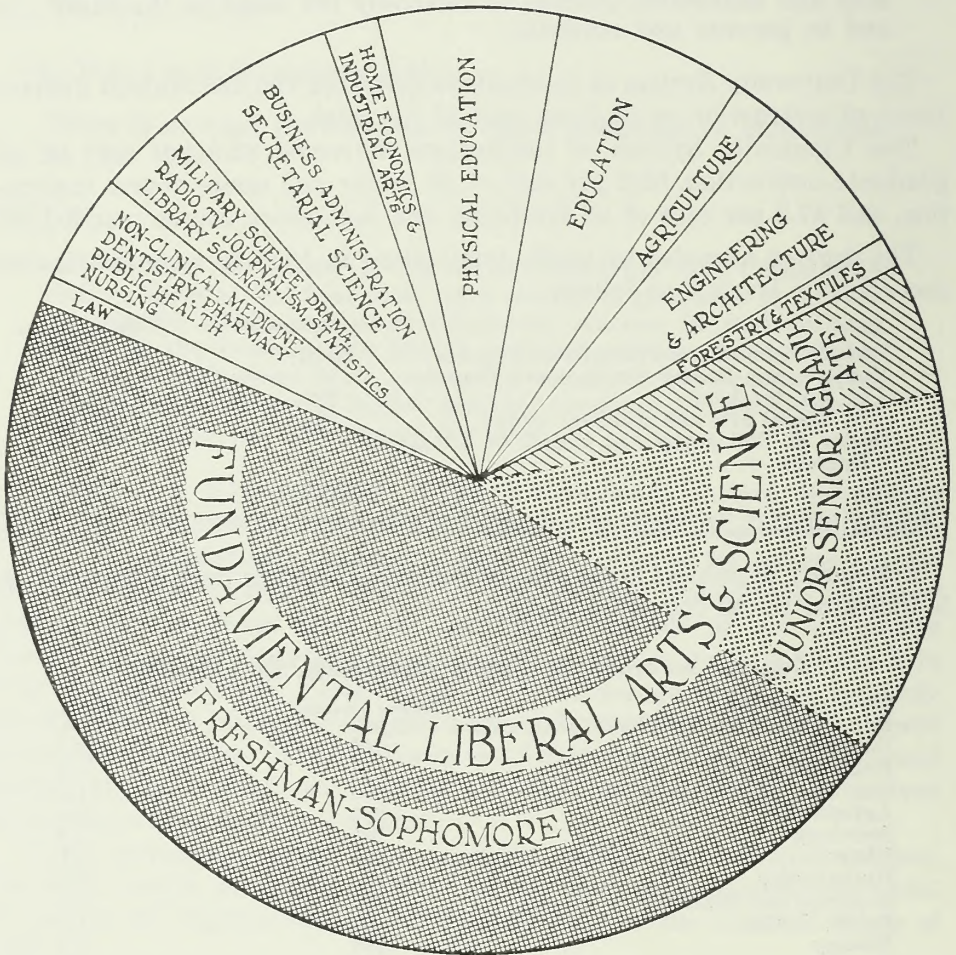 LAW
NON-CLINICAL MEDICINE
DENTISTRY, PHARMACY
PUBLIC HEALTH
NURSING
MILITARY SCIENCE, DRAMA,
RADIO TV JOURNALISM, STATISTICS,
LIBRARY SCIENCE
BUSINESS ADMINISTRATION
SECRETARIAL SCIENCE
HOME ECONOMICS &
INDUSTRIAL ARTS
PHYSICAL EDUCATION
EDUCATION
AGRICULTURE
ENGINEERING
& ARCHITECTURE
FORESTRY & TEXTILES
GRADU-
ATE
JUNIOR-SENIOR
FUNDAMENTAL LIBERAL ARTS & SCIENCE
FRESHMAN-SOPHOMORE